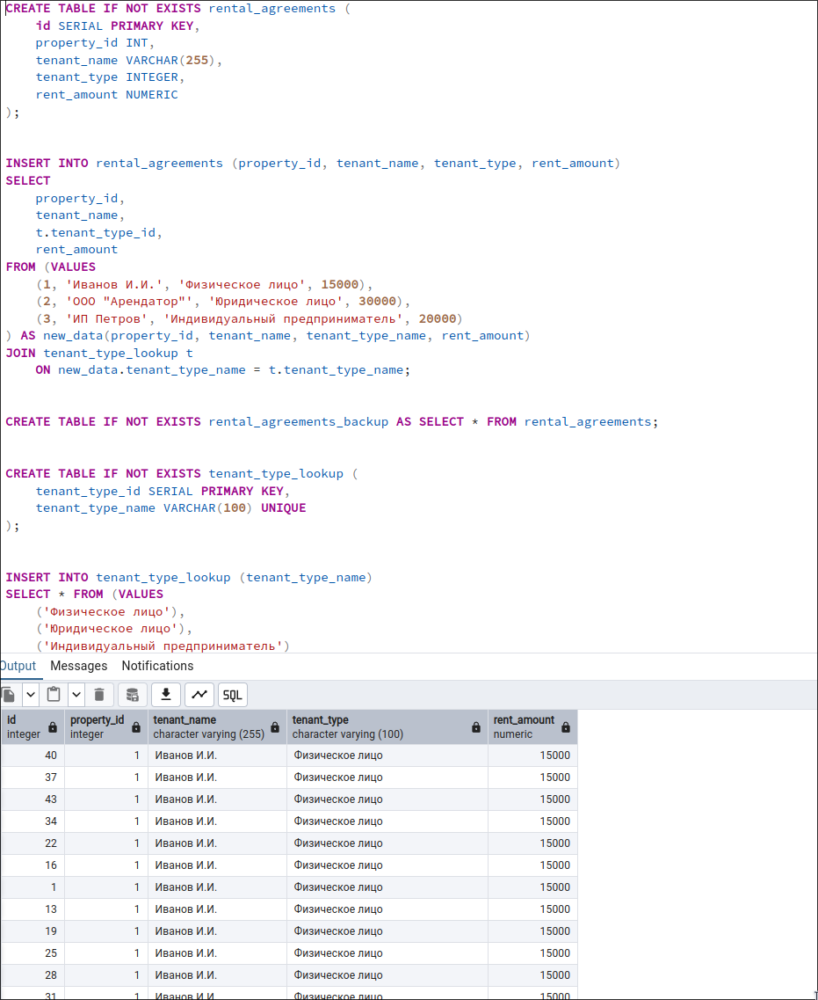 CREATE TABLE IF NOT EXISTS rental_agreements (
    id SERIAL PRIMARY KEY,
    property_id INT,
    tenant_name VARCHAR(255),
    tenant_type INTEGER,
    rent_amount NUMERIC
);
INSERT INTO rental_agreements (property_id, tenant_name, tenant_type, rent_amount)
SELECT
    property_id,
    tenant_name,
    t.tenant_type_id,
    rent_amount
FROM (VALUES
    (1, 'Иванов И.И.', 'Физическое лицо', 15000),
    (2, 'ООО "Арендатор"', 'Юридическое лицо', 30000),
    (3, 'ИП Петров', 'Индивидуальный предприниматель', 20000)
) AS new_data(property_id, tenant_name, tenant_type_name, rent_amount)
JOIN tenant_type_lookup t
    ON new_data.tenant_type_name = t.tenant_type_name;
CREATE TABLE IF NOT EXISTS rental_agreements_backup AS SELECT * FROM rental_agreements;
CREATE TABLE IF NOT EXISTS tenant_type_lookup (
    tenant_type_id SERIAL PRIMARY KEY,
    tenant_type_name VARCHAR(100) UNIQUE
);
INSERT INTO tenant_type_lookup (tenant_type_name)
SELECT * FROM (VALUES
    ('Физическое лицо'),
    ('Юридическое лицо'),
    ('Индивидуальный предприниматель')
Output Messages Notifications
SQL
id property_id tenant_name tenant_type rent_amount
integer integer character varying (255) character varying (100) numeric
40 1 Иванов И.И. Физическое лицо 15000
37 1 Иванов И.И. Физическое лицо 15000
43 1 Иванов И.И. Физическое лицо 15000
34 1 Иванов И.И. Физическое лицо 15000
22 1 Иванов И.И. Физическое лицо 15000
16 1 Иванов И.И. Физическое лицо 15000
1 1 Иванов И.И. Физическое лицо 15000
13 1 Иванов И.И. Физическое лицо 15000
19 1 Иванов И.И. Физическое лицо 15000
25 1 Иванов И.И. Физическое лицо 15000
28 1 Иванов И.И. Физическое лицо 15000
31 1 Иванов И.И. Физическое лицо 15000